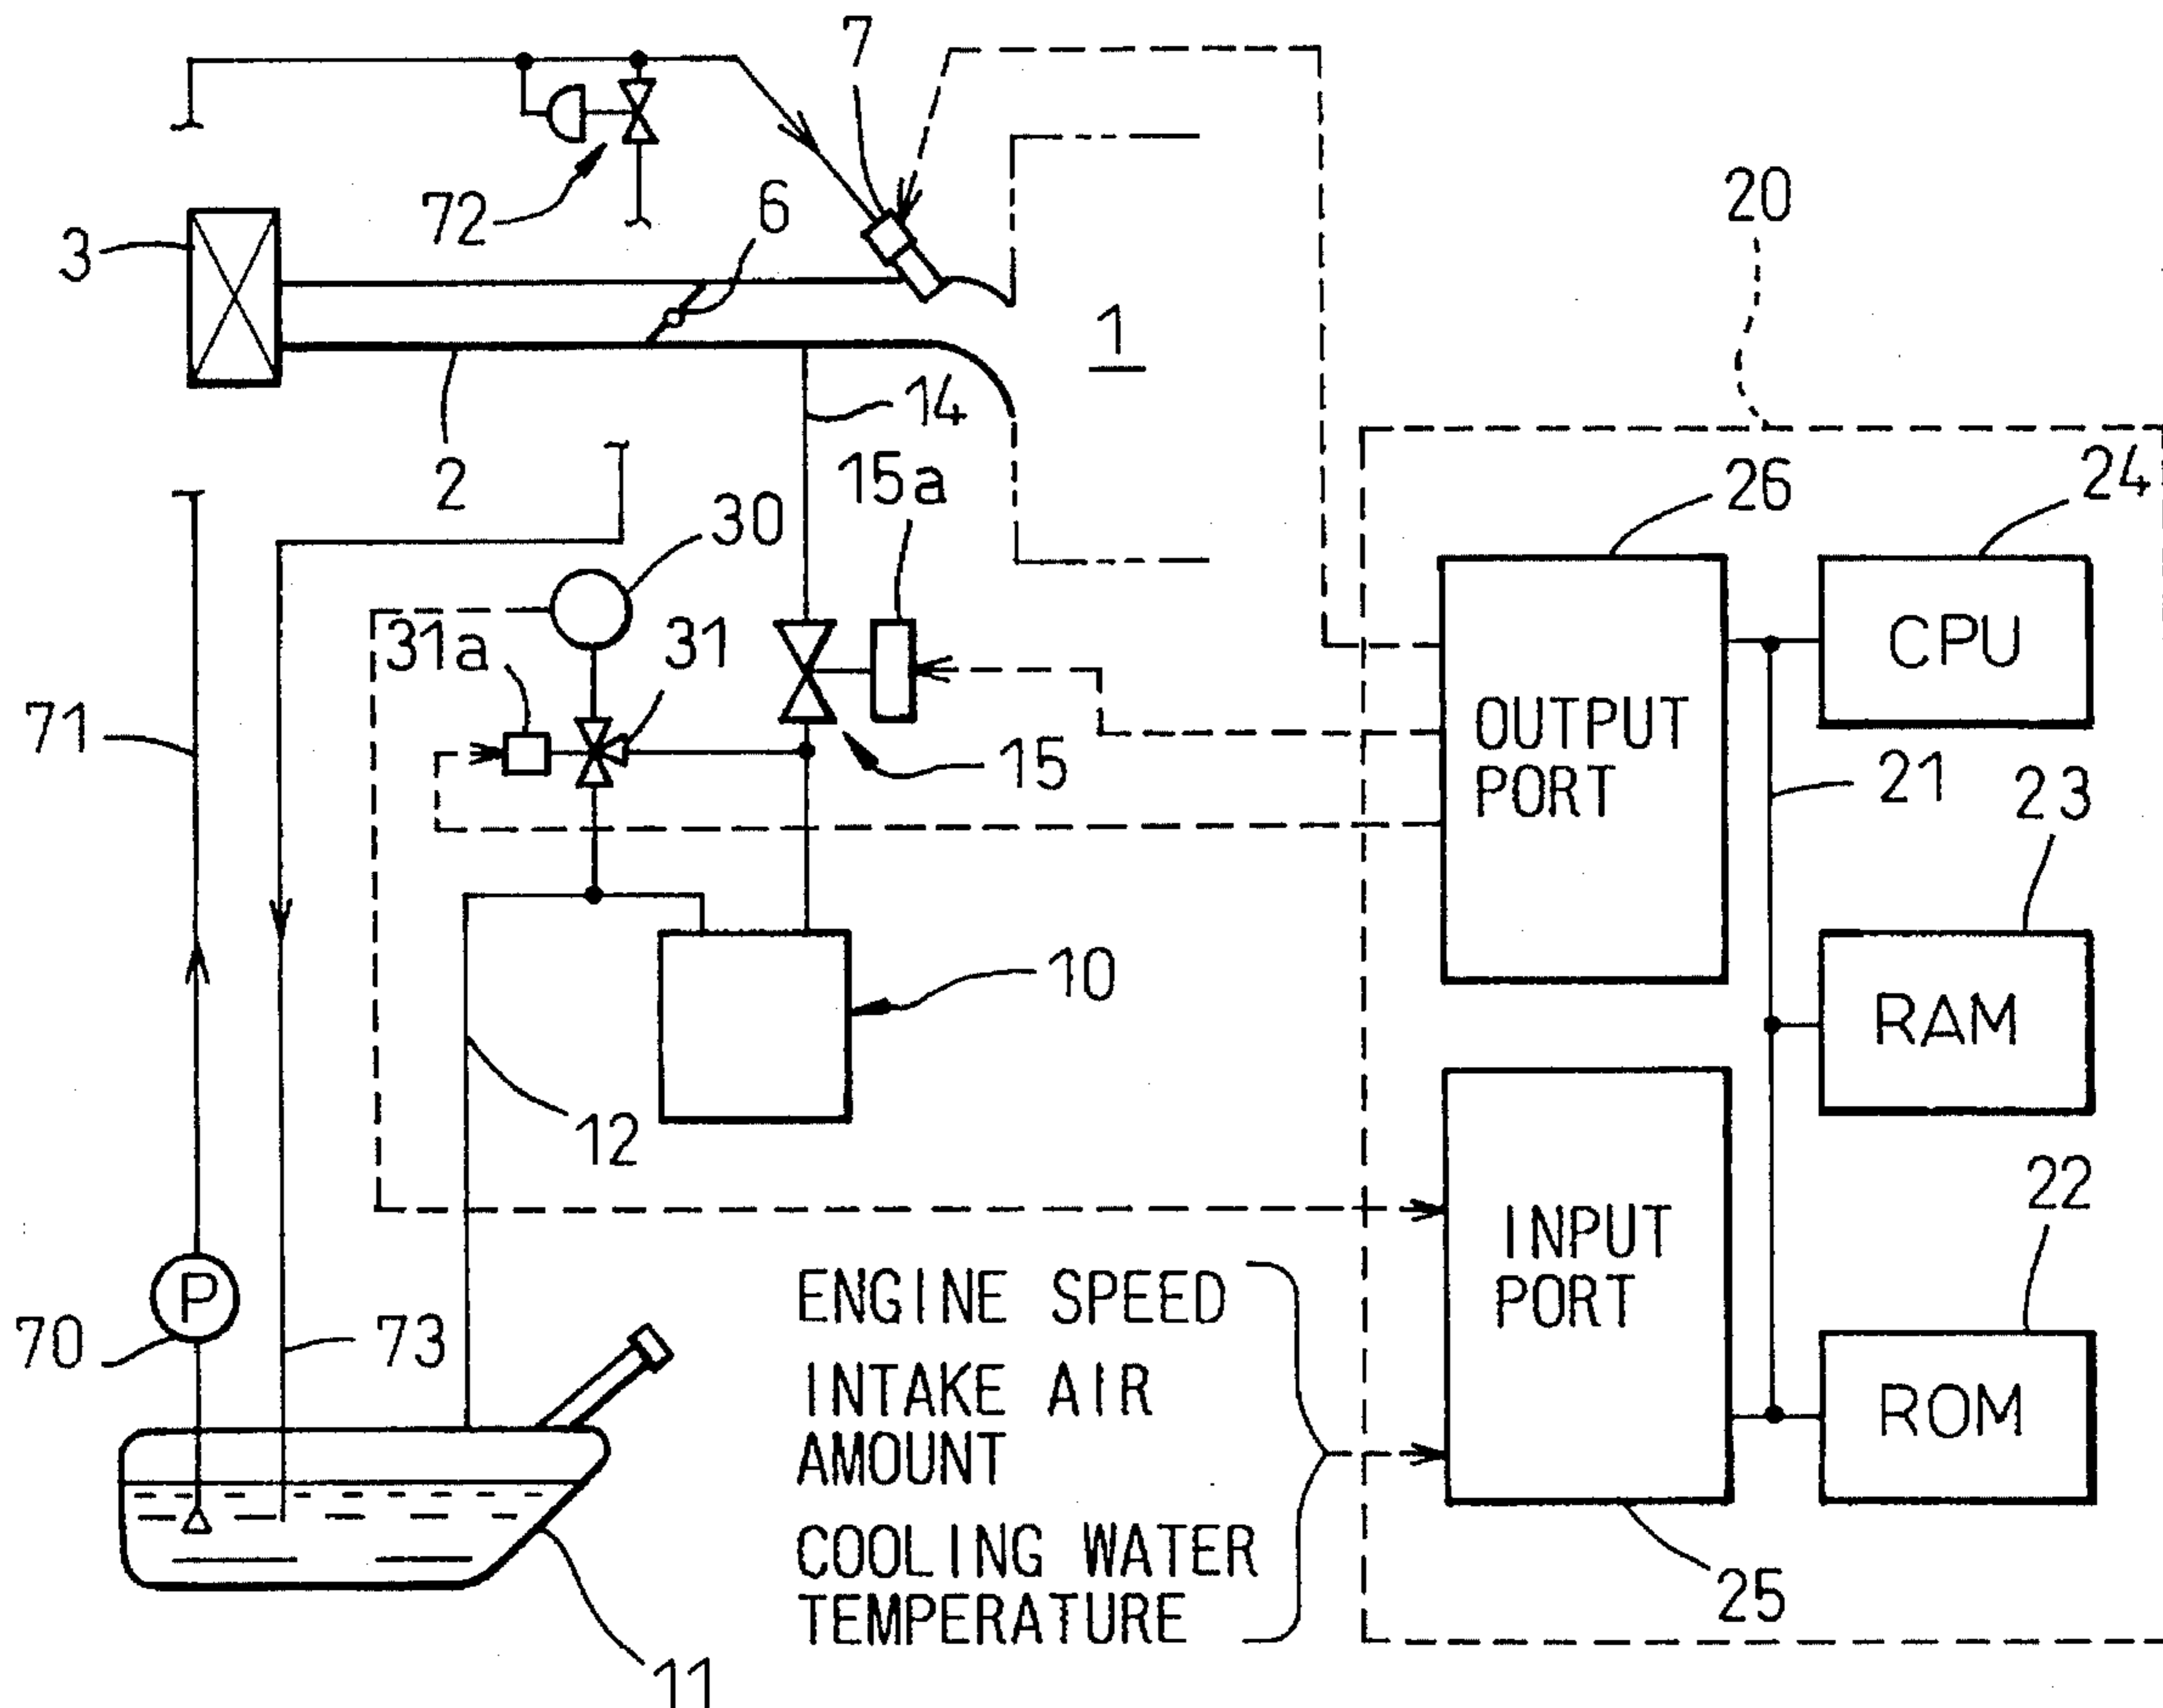 7
20
72
6
3
1
14
2
15a
26
24
30
CPU
31a
31
OUTPUT
PORT
71
15
21
23
10
RAM
12
22
INPUT
PORT
ENGINE SPEED
P
70
73
INTAKE AIR
AMOUNT
ROM
COOLING WATER
TEMPERATURE
25
11